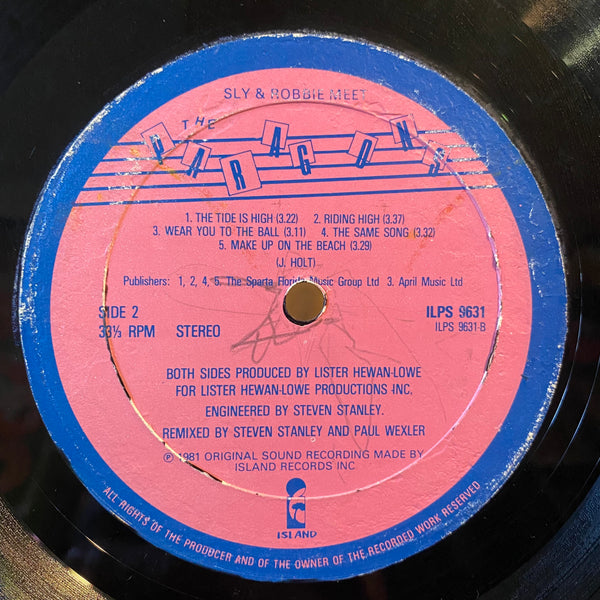 SLY & ROBBIE MEET
THE
PARAGONS
1. THE TIDE IS HIGH (3.22) 2. RIDING HIGH (3.37)
3. WEAR YOU TO THE BALL (3.11) 4. THE SAME SONG (3.32)
5. MAKE UP ON THE BEACH (3.29)
(J. HOLT)
Publishers: 1, 2, 4, 5. The Sparta Florida Music Group Ltd 3. April Music Ltd
SIDE 2
33⅓ RPM STEREO
ILPS 9631
ILPS 9631-B
BOTH SIDES PRODUCED BY LISTER HEWAN-LOWE
FOR LISTER HEWAN-LOWE PRODUCTIONS INC.
ENGINEERED BY STEVEN STANLEY.
REMIXED BY STEVEN STANLEY AND PAUL WEXLER
℗ 1981 ORIGINAL SOUND RECORDING MADE BY
ISLAND RECORDS INC
ISLAND
ALL RIGHTS OF THE PRODUCER AND OF THE OWNER OF THE RECORDED WORK RESERVED